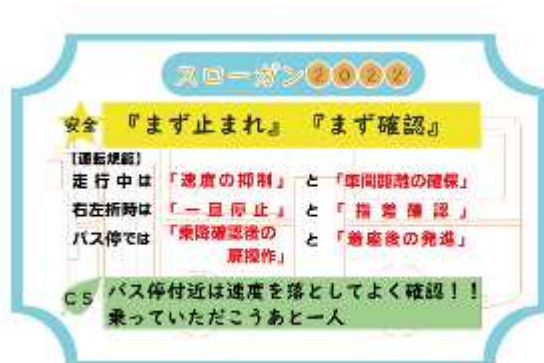 スローガン2022
安全 『まず止まれ』 『まず確認』
【運転規範】
走行中は 「速度の抑制」 と 「車間距離の確保」
右左折時は 「一旦停止」 と 「指差確認」
バス停では 「乗降確認後の扉操作」 と 「着座後の発進」
CS バス停付近は速度を落としてよく確認!!
乗っていただこうあと一人